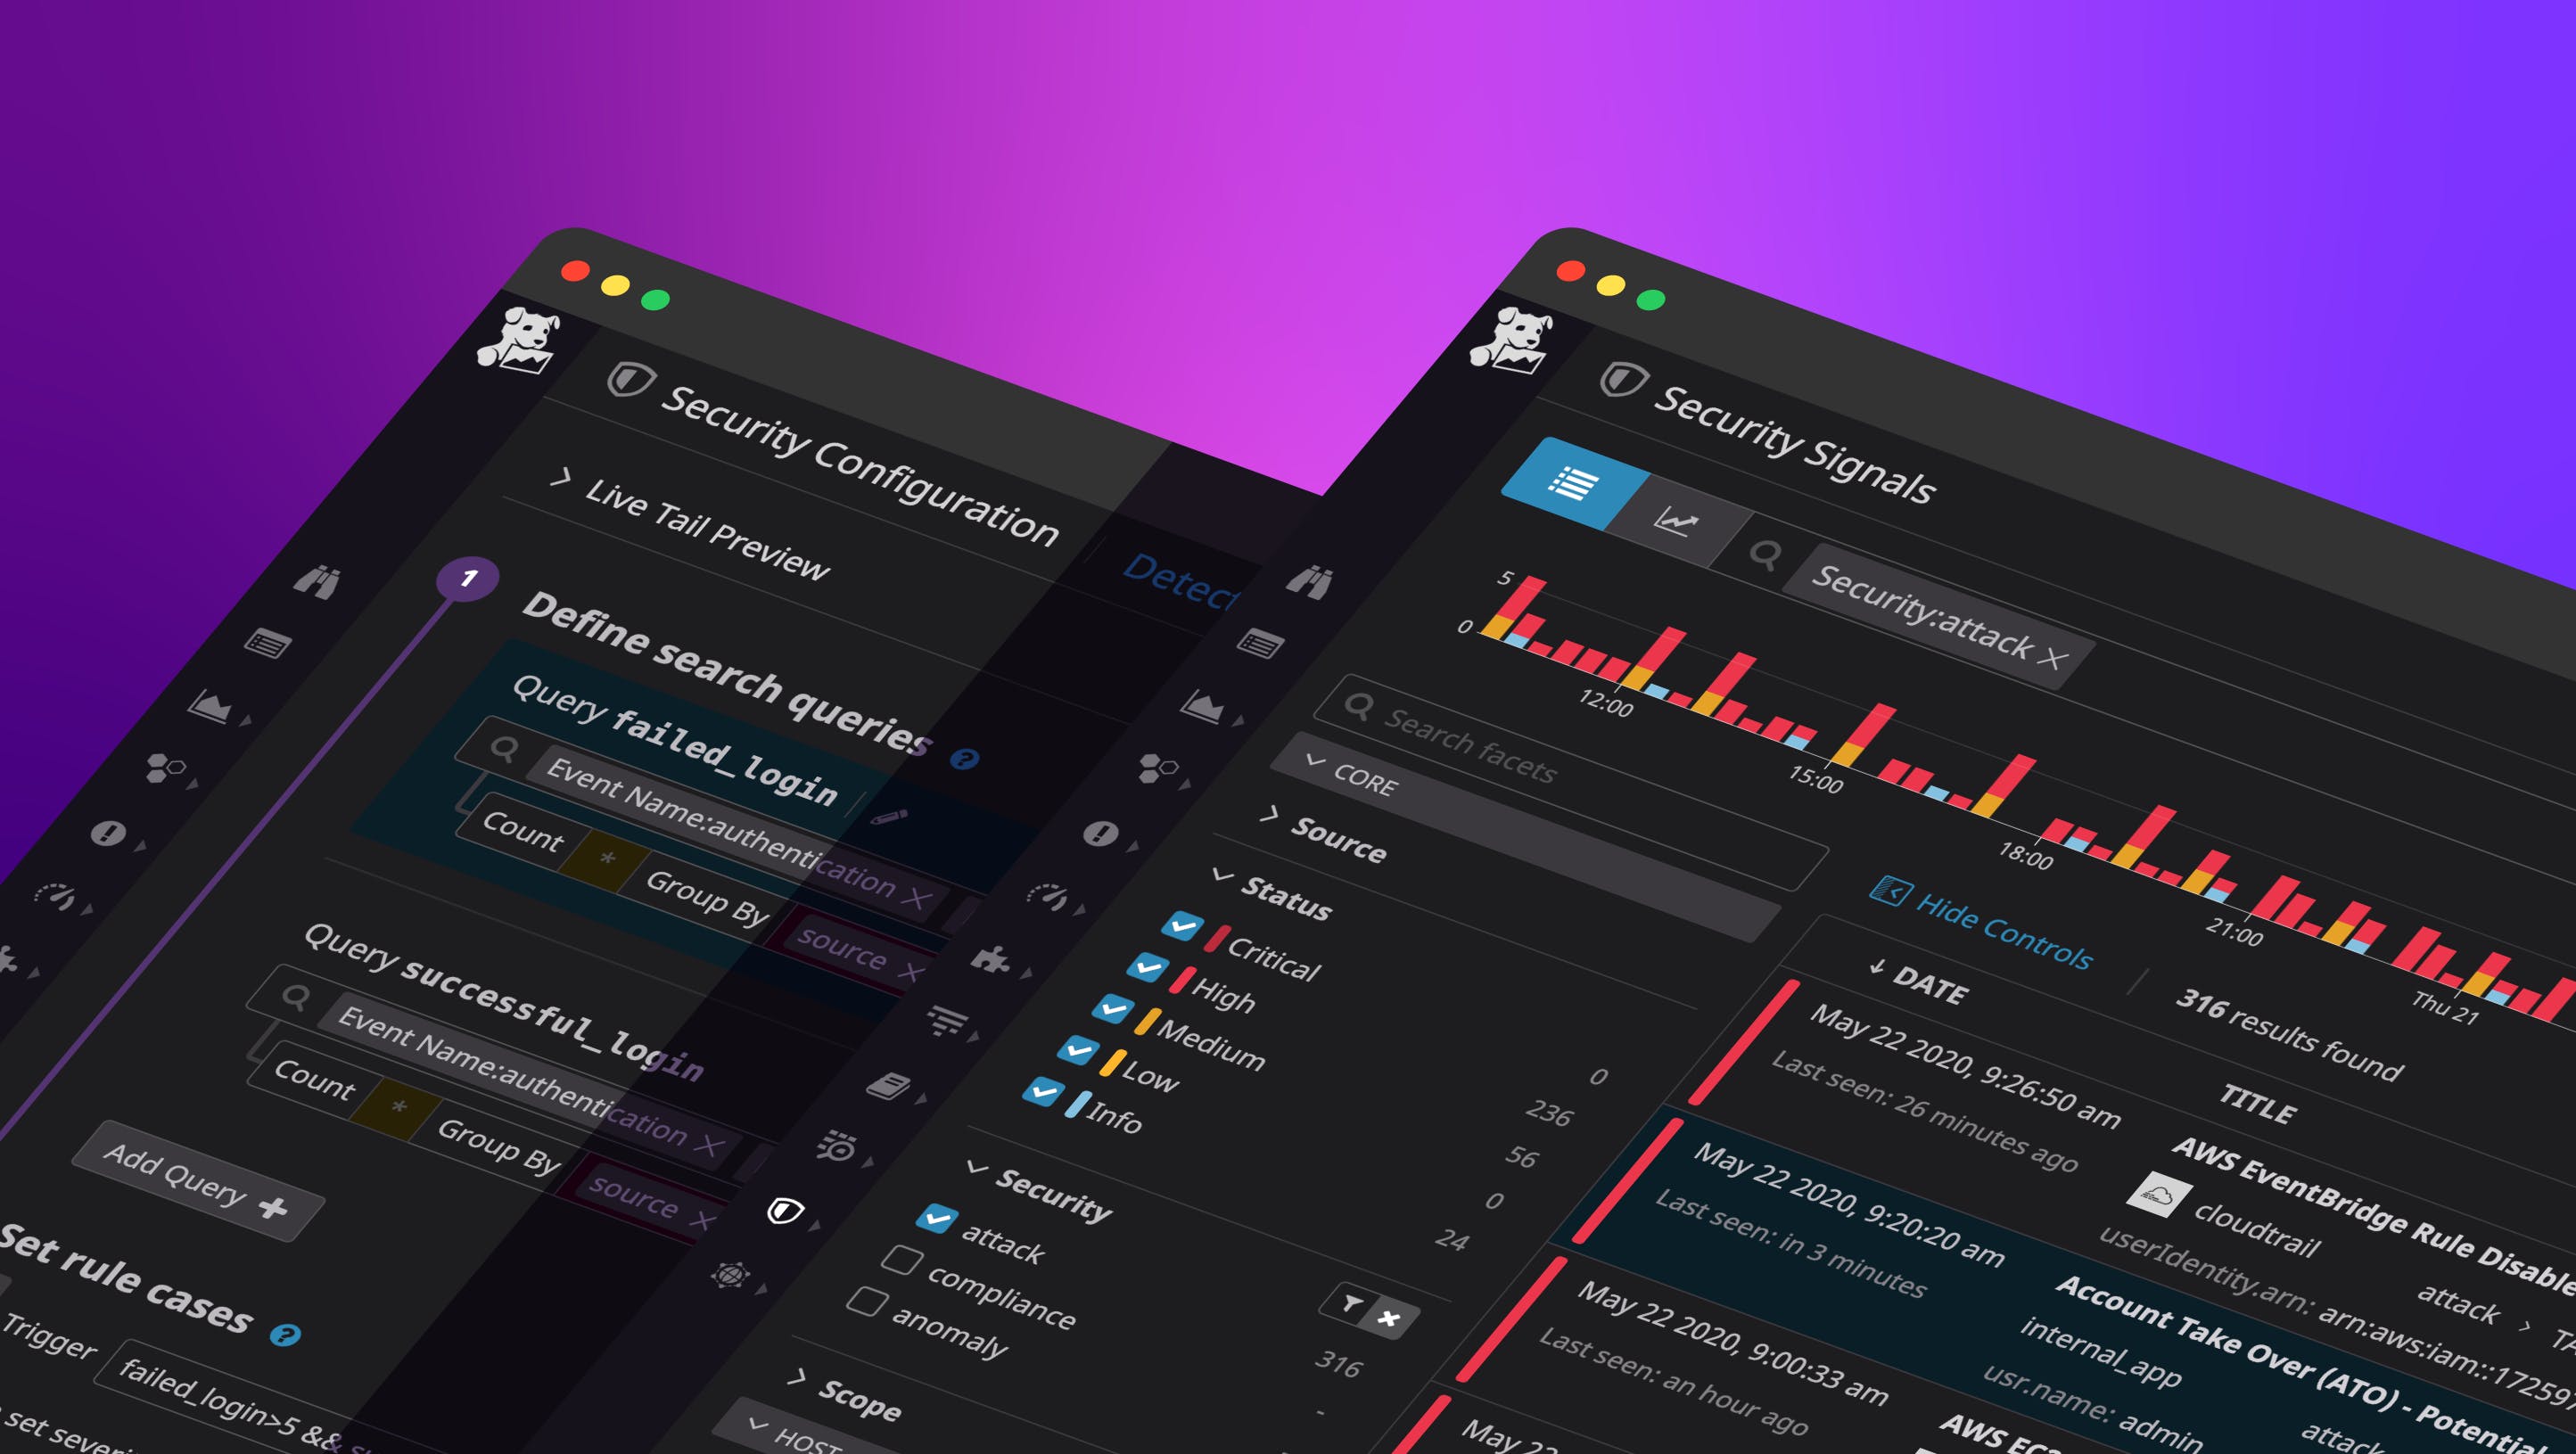 Security Configuration
Live Tail Preview
1
Define search queries ?
Query failed_login
Event Name:authentication
Count * Group By source
Query successful_login
Event Name:authentication
Count * Group By source
Add Query
Set rule cases ?
Trigger
failed_login>5 &&
set
Security Signals
Security:attack
5
0
12:00
15:00
18:00
21:00
Thu 21
Search facets
CORE
Source
Status
Critical 0
High 236
Medium 56
Low 0
Info 24
Security
attack 316
compliance -
anomaly
Scope
HOST
Hide Controls
316 results found
DATE
TITLE
May 22 2020, 9:26:50 am
Last seen: 26 minutes ago
AWS EventBridge Rule Disable
cloudtrail
attack >
userIdentity.arn: arn:aws:iam::17259
May 22 2020, 9:20:20 am
Last seen: in 3 minutes
Account Take Over (ATO) - Potential
internal_app
attack
usr.name: admin
May 22 2020, 9:00:33 am
Last seen: an hour ago
AWS
May 22